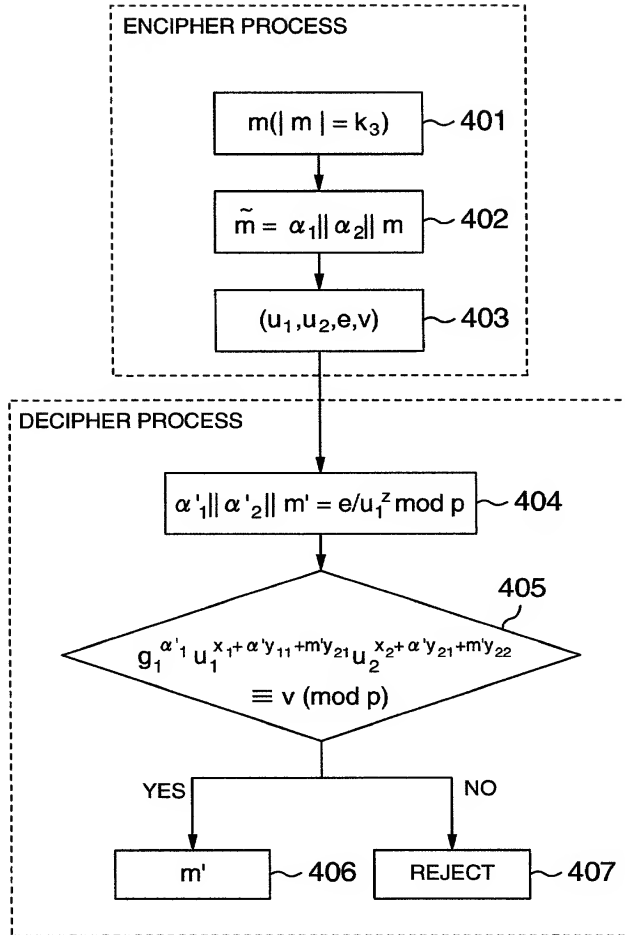 ENCIPHER PROCESS
m(| m | = k₃)
401
m̃ = α₁|| α₂|| m
402
(u₁,u₂,e,v)
403
DECIPHER PROCESS
α'₁|| α'₂|| m' = e/u₁ᶻ mod p
404
405
g₁^α'₁ u₁^x₁+α'y₁₁+m'y₂₁ u₂^x₂+α'y₂₁+m'y₂₂
≡ v (mod p)
YES
NO
m'
406
REJECT
407